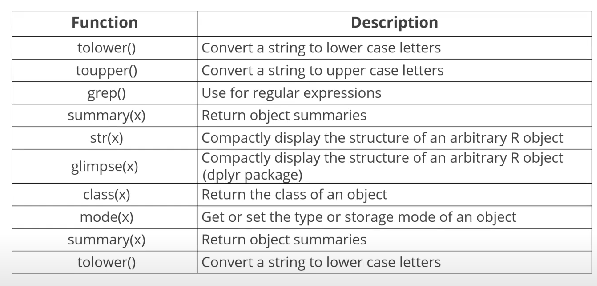 Function Description
tolower() Convert a string to lower case letters
toupper() Convert a string to upper case letters
grep() Use for regular expressions
summary(x) Return object summaries
str(x) Compactly display the structure of an arbitrary R object
glimpse(x) Compactly display the structure of an arbitrary R object
(dplyr package)
class(x) Return the class of an object
mode(x) Get or set the type or storage mode of an object
summary(x) Return object summaries
tolower() Convert a string to lower case letters